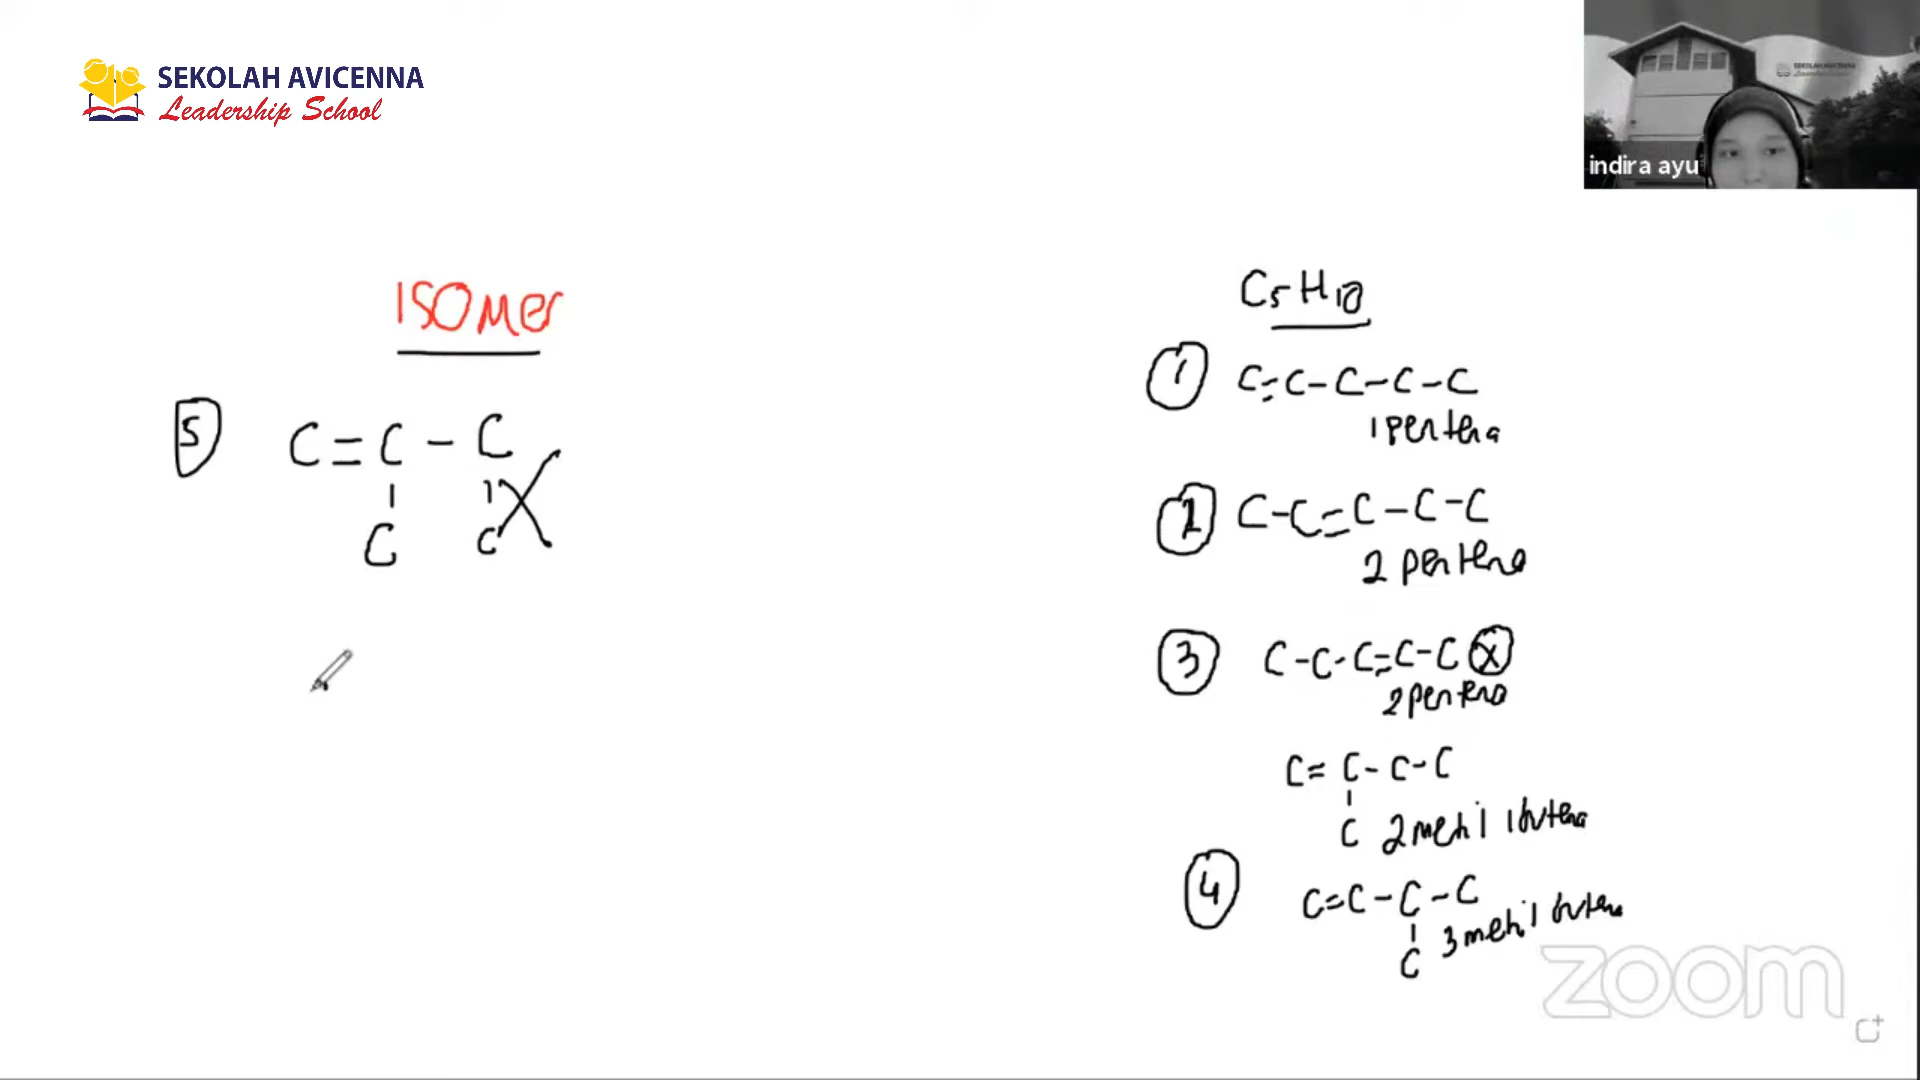 SEKOLAH AVICENNA
Leadership School
indira ayu
ISOMER
5
C=C-C
C C
C5H10
1 C=C-C-C-C
1 pentena
2 C-C=C-C-C
2 pentena
3 C-C-C=C-C X
2 pentena
C=C-C-C
C 2 metil 1 butena
4 C=C-C-C
C 3 metil 1 butena
zoom